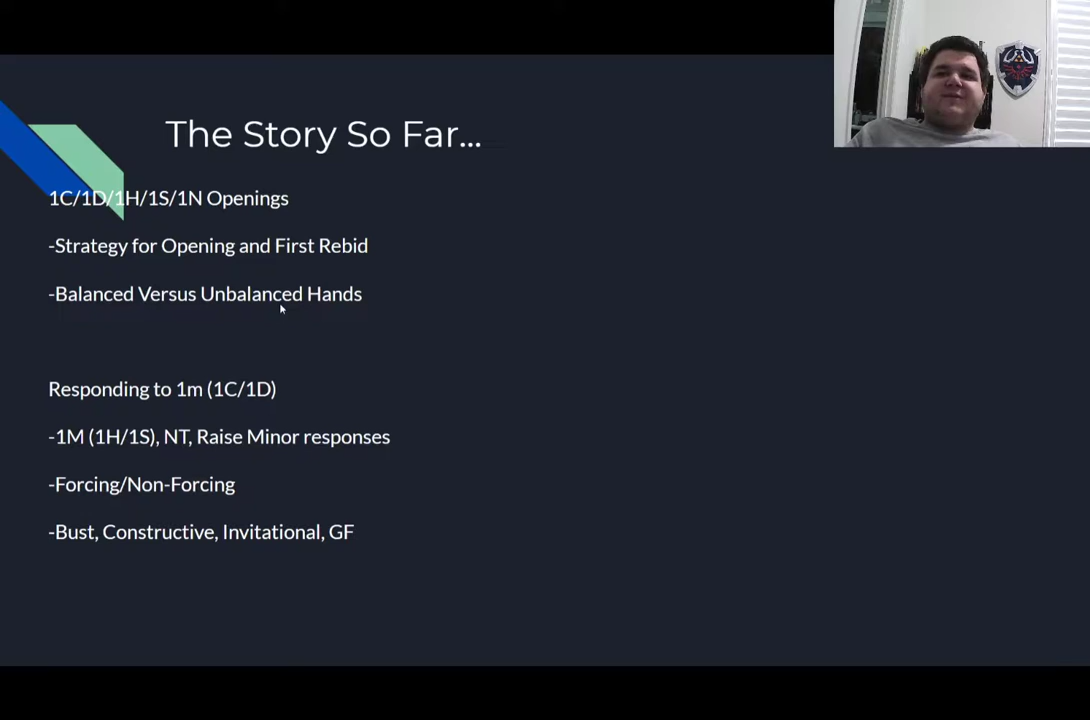 The Story So Far...
1C/1D/1H/1S/1N Openings
-Strategy for Opening and First Rebid
-Balanced Versus Unbalanced Hands
Responding to 1m (1C/1D)
-1M (1H/1S), NT, Raise Minor responses
-Forcing/Non-Forcing
-Bust, Constructive, Invitational, GF